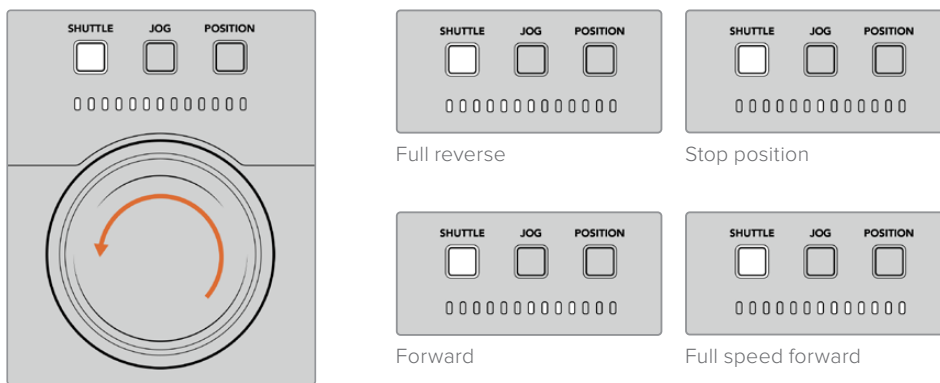 SHUTTLE JOG POSITION
SHUTTLE JOG POSITION
Full reverse
SHUTTLE JOG POSITION
Stop position
SHUTTLE JOG POSITION
Forward
SHUTTLE JOG POSITION
Full speed forward